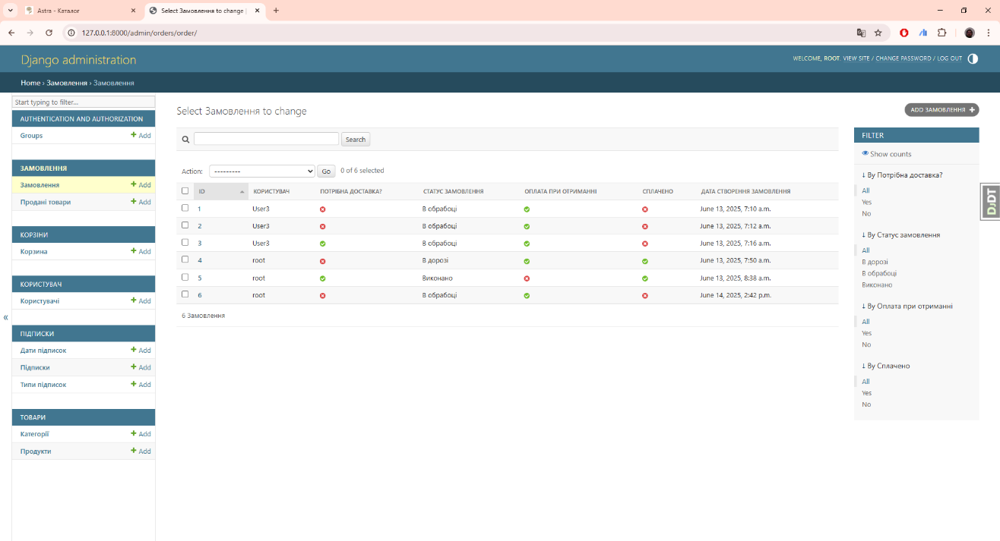 Astra - Каталог
Select Замовлення to change |
127.0.0.1:8000/admin/orders/order/
Django administration
WELCOME, ROOT. VIEW SITE / CHANGE PASSWORD / LOG OUT
Home › Замовлення › Замовлення
Start typing to filter...
AUTHENTICATION AND AUTHORIZATION
Groups Add
ЗАМОВЛЕННЯ
Замовлення Add
Продані товари Add
КОРЗІНИ
Корзина Add
КОРИСТУВАЧ
Користувачі Add
«
ПІДПИСКИ
Дати підписок Add
Підписки Add
Типи підписок Add
ТОВАРИ
Категорії Add
Продукти Add
Select Замовлення to change
ADD ЗАМОВЛЕННЯ
Search
Action: --------- Go 0 of 6 selected
ID КОРИСТУВАЧ ПОТРІБНА ДОСТАВКА? СТАТУС ЗАМОВЛЕННЯ ОПЛАТА ПРИ ОТРИМАННІ СПЛАЧЕНО ДАТА СТВОРЕННЯ ЗАМОВЛЕННЯ
1 User3 В обрабоці June 13, 2025, 7:10 a.m.
2 User3 В обрабоці June 13, 2025, 7:12 a.m.
3 User3 В обрабоці June 13, 2025, 7:16 a.m.
4 root В дорозі June 13, 2025, 7:50 a.m.
5 root Виконано June 13, 2025, 8:38 a.m.
6 root В обрабоці June 14, 2025, 2:42 p.m.
6 Замовлення
FILTER
Show counts
↓ By Потрібна доставка?
All
Yes
No
↓ By Статус замовлення
All
В дорозі
В обрабоці
Виконано
↓ By Оплата при отриманні
All
Yes
No
↓ By Сплачено
All
Yes
No
DJDT